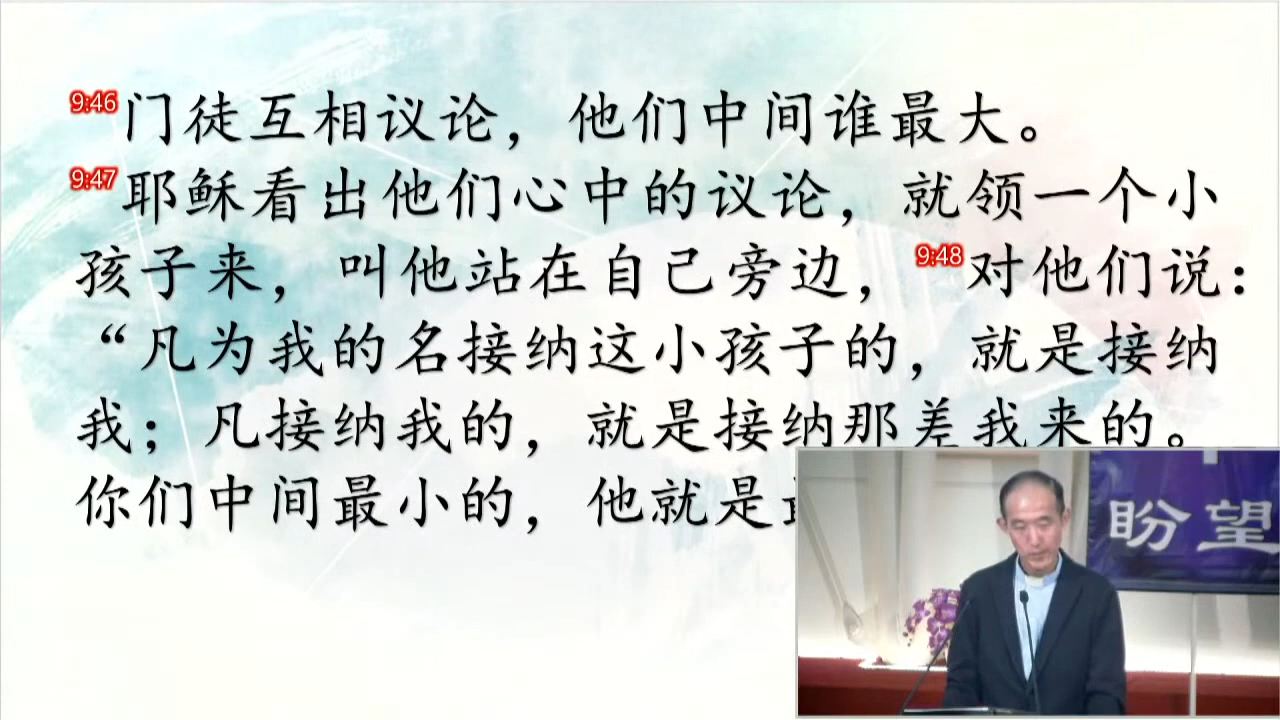 9:46 门徒互相议论，他们中间谁最大。
9:47 耶稣看出他们心中的议论，就领一个小
孩子来，叫他站在自己旁边， 9:48 对他们说：
“凡为我的名接纳这小孩子的，就是接纳
我；凡接纳我的，就是接纳那差我来的。
你们中间最小的，他就是
盼望